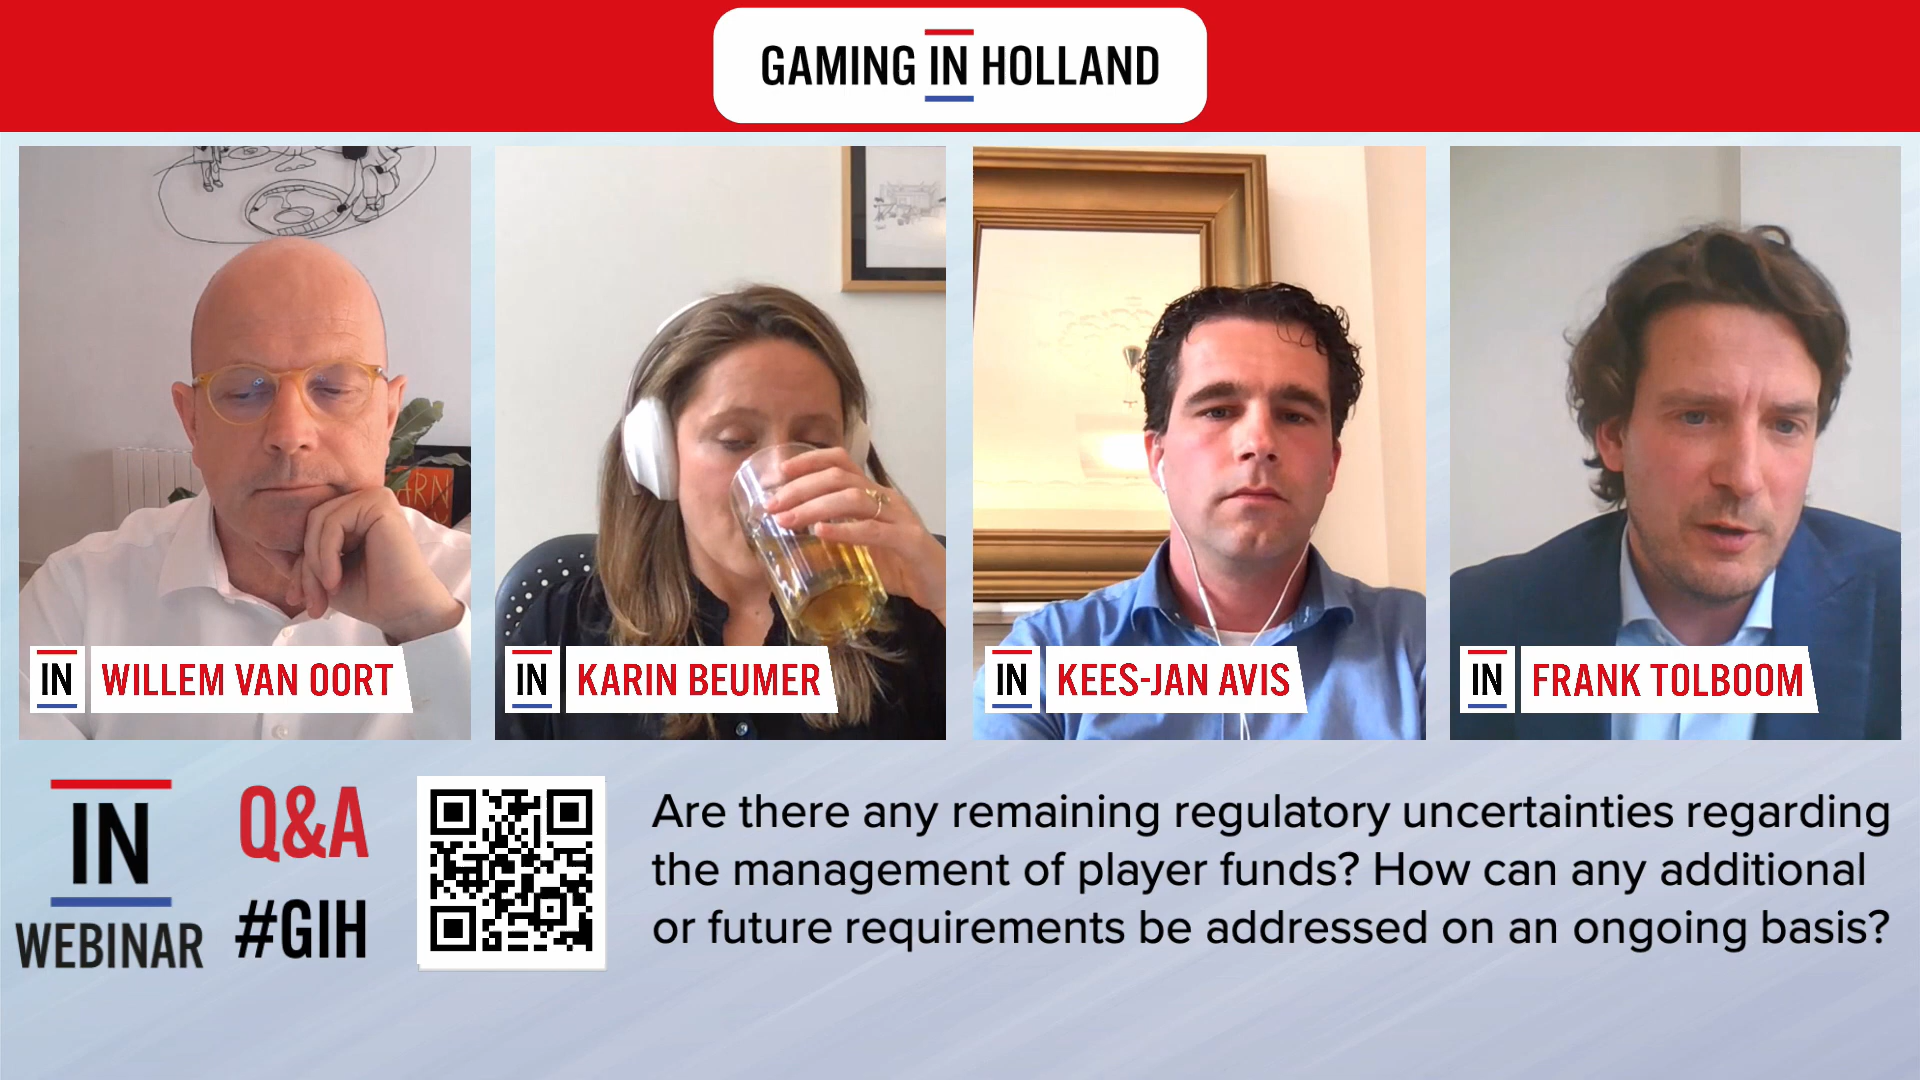 GAMING IN HOLLAND
ARN
IN WILLEM VAN OORT
IN KARIN BEUMER
IN KEES-JAN AVIS
IN FRANK TOLBOOM
IN
WEBINAR
Q&A
#GIH
Are there any remaining regulatory uncertainties regarding
the management of player funds? How can any additional
or future requirements be addressed on an ongoing basis?